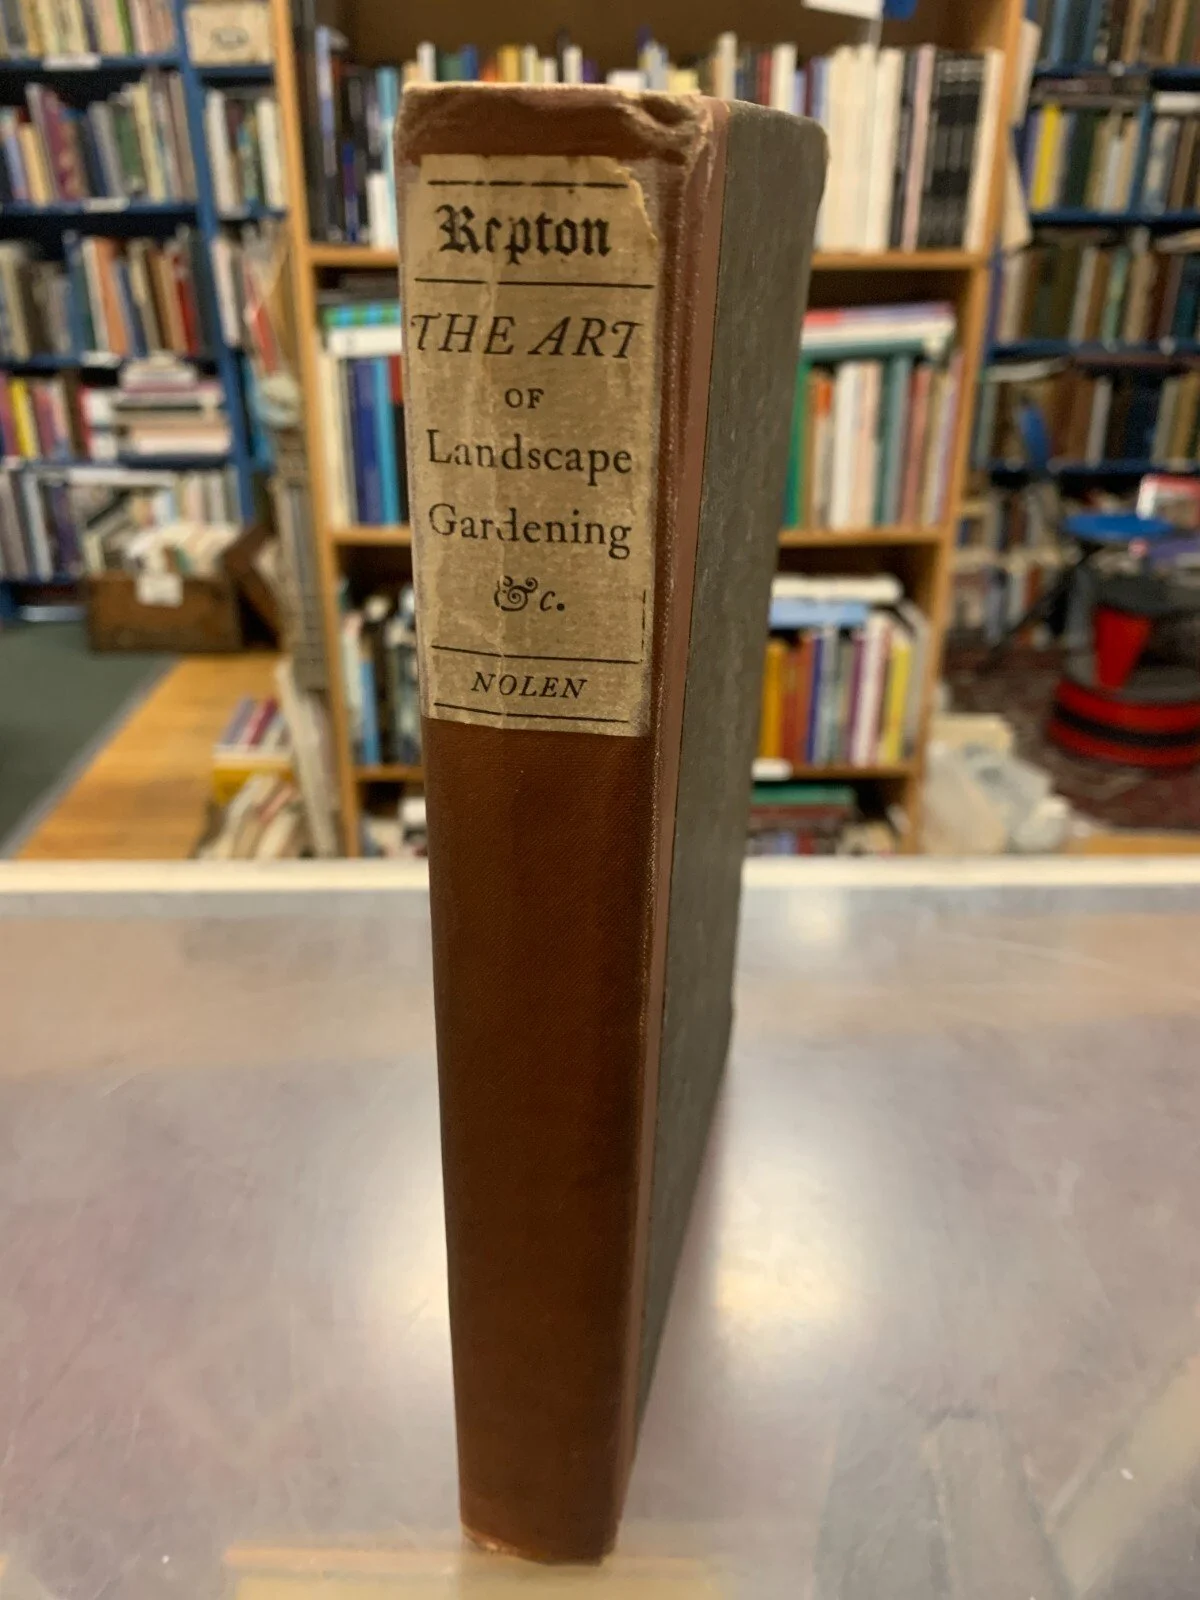 Repton
THE ART
OF
Landscape
Gardening
&c.
NOLEN